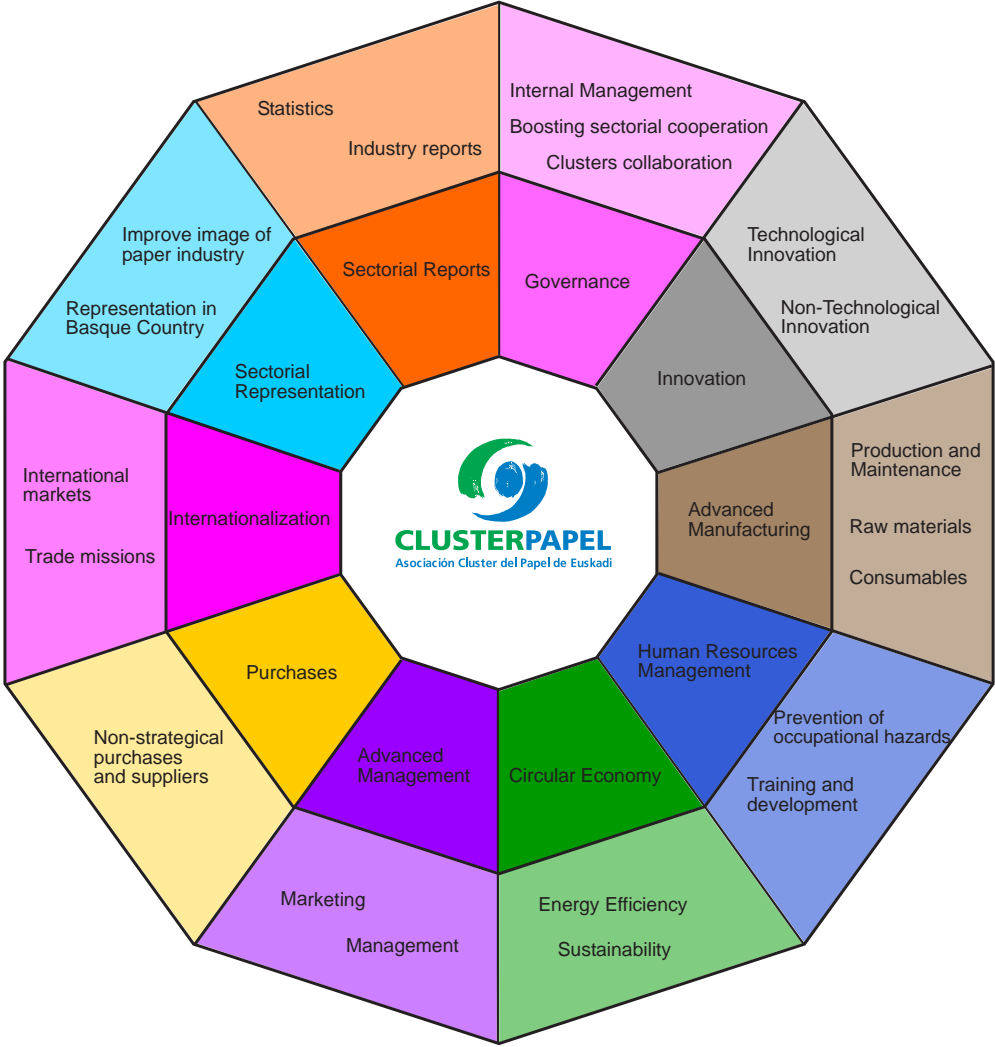 Statistics
Industry reports
Internal Management
Boosting sectorial cooperation
Clusters collaboration
Improve image of
paper industry
Representation in
Basque Country
Sectorial Reports
Governance
Technological
Innovation
Non-Technological
Innovation
Sectorial
Representation
Innovation
International
markets
Trade missions
Internationalization
CLUSTERPAPEL
Asociación Cluster del Papel de Euskadi
Advanced
Manufacturing
Production and
Maintenance
Raw materials
Consumables
Non-strategical
purchases
and suppliers
Purchases
Advanced
Management
Circular Economy
Human Resources
Management
Prevention of
occupational hazards
Training and
development
Marketing
Management
Energy Efficiency
Sustainability